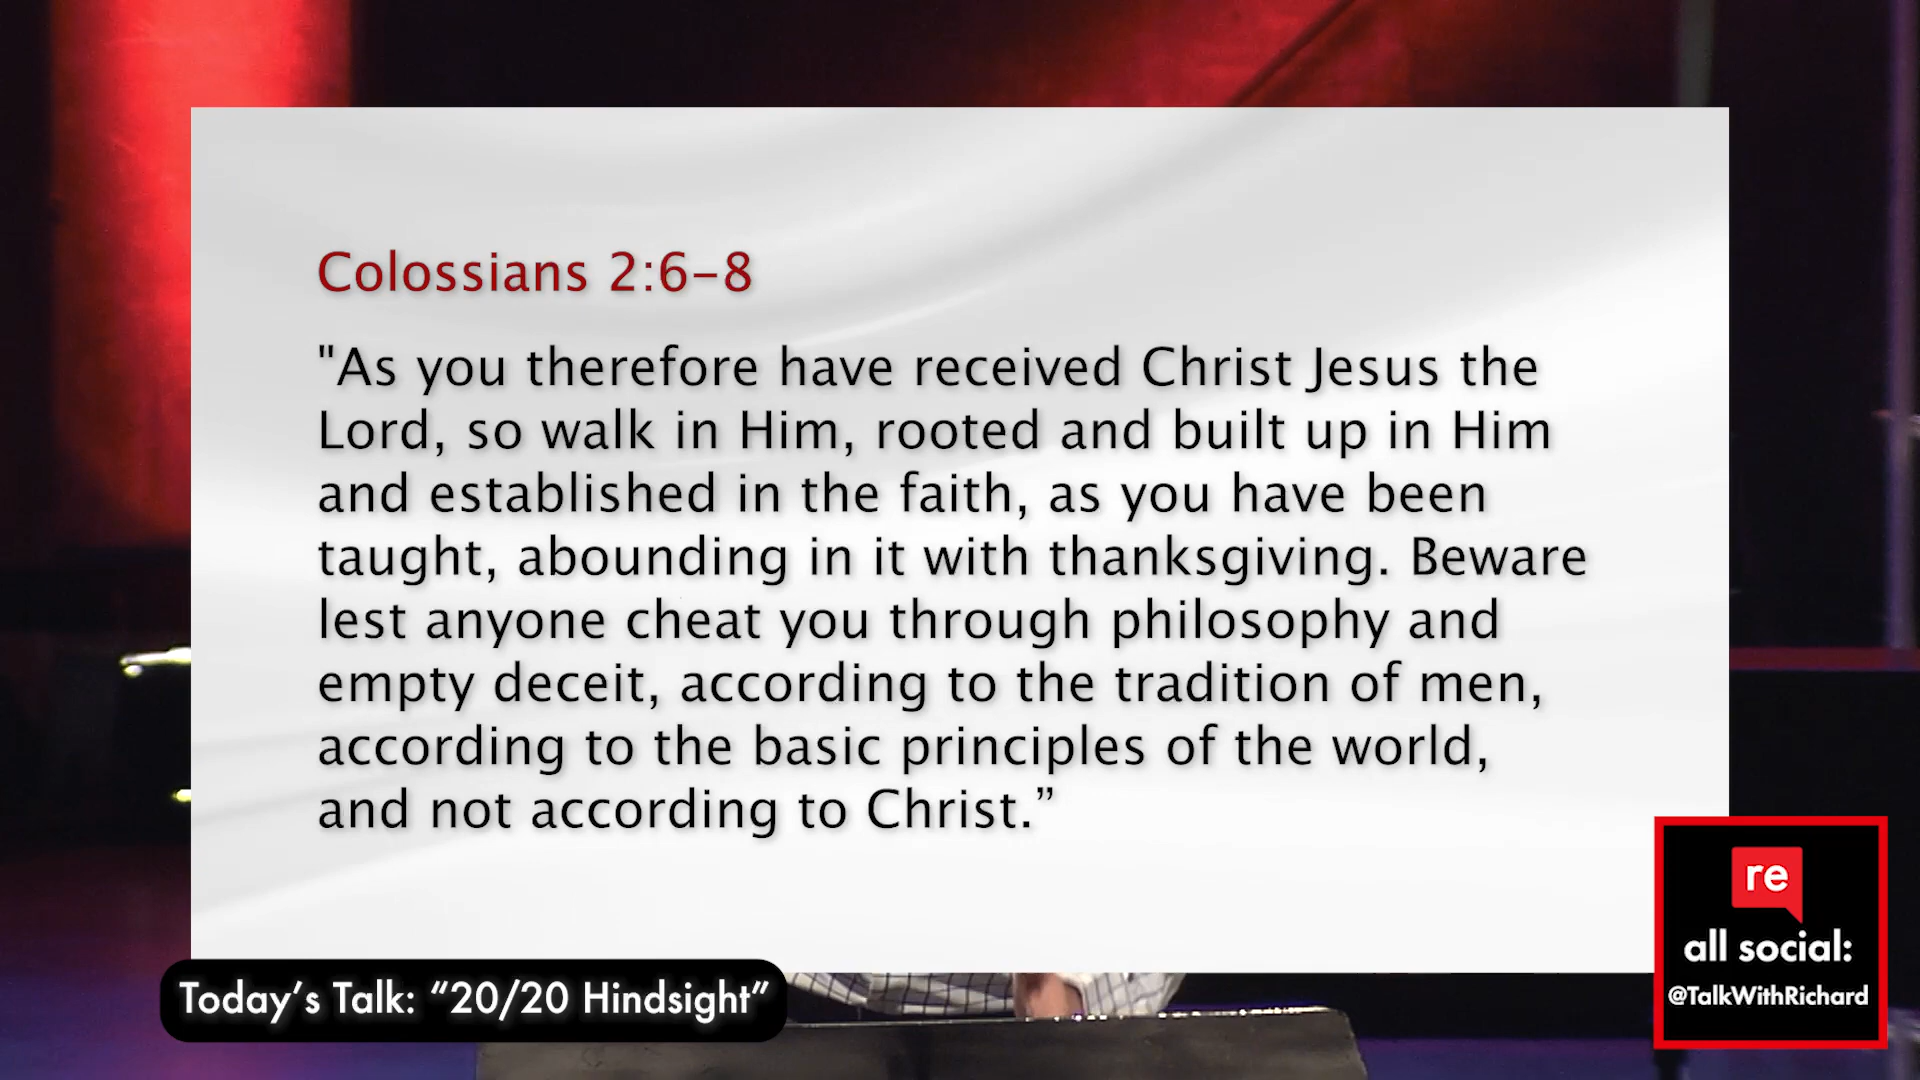 Colossians 2:6–8
"As you therefore have received Christ Jesus the
Lord, so walk in Him, rooted and built up in Him
and established in the faith, as you have been
taught, abounding in it with thanksgiving. Beware
lest anyone cheat you through philosophy and
empty deceit, according to the tradition of men,
according to the basic principles of the world,
and not according to Christ.”
re
all social:
@TalkWithRichard
Today’s Talk: “20/20 Hindsight”